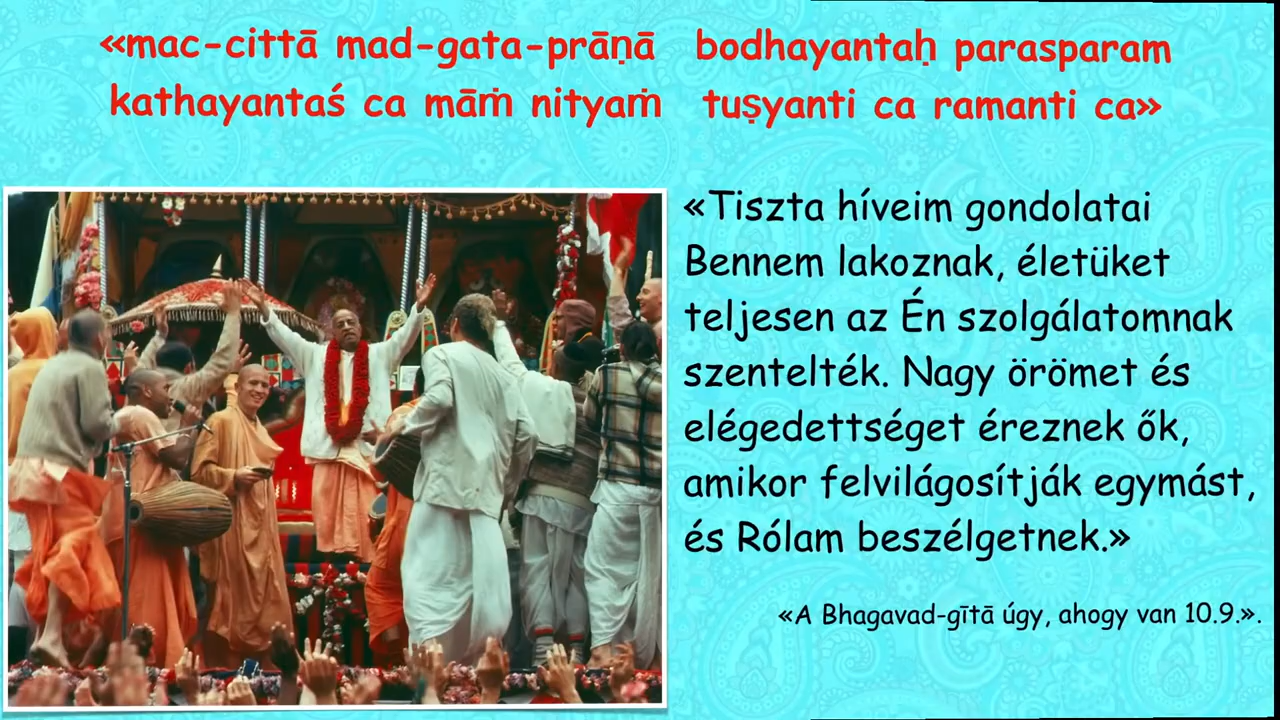 «mac-cittā mad-gata-prāṇā bodhayantaḥ parasparam
kathayantaś ca māṁ nityaṁ tuṣyanti ca ramanti ca»
«Tiszta híveim gondolatai
Bennem lakoznak, életüket
teljesen az Én szolgálatomnak
szentelték. Nagy örömet és
elégedettséget éreznek ők,
amikor felvilágosítják egymást,
és Rólam beszélgetnek.»
«A Bhagavad-gītā úgy, ahogy van 10.9.».